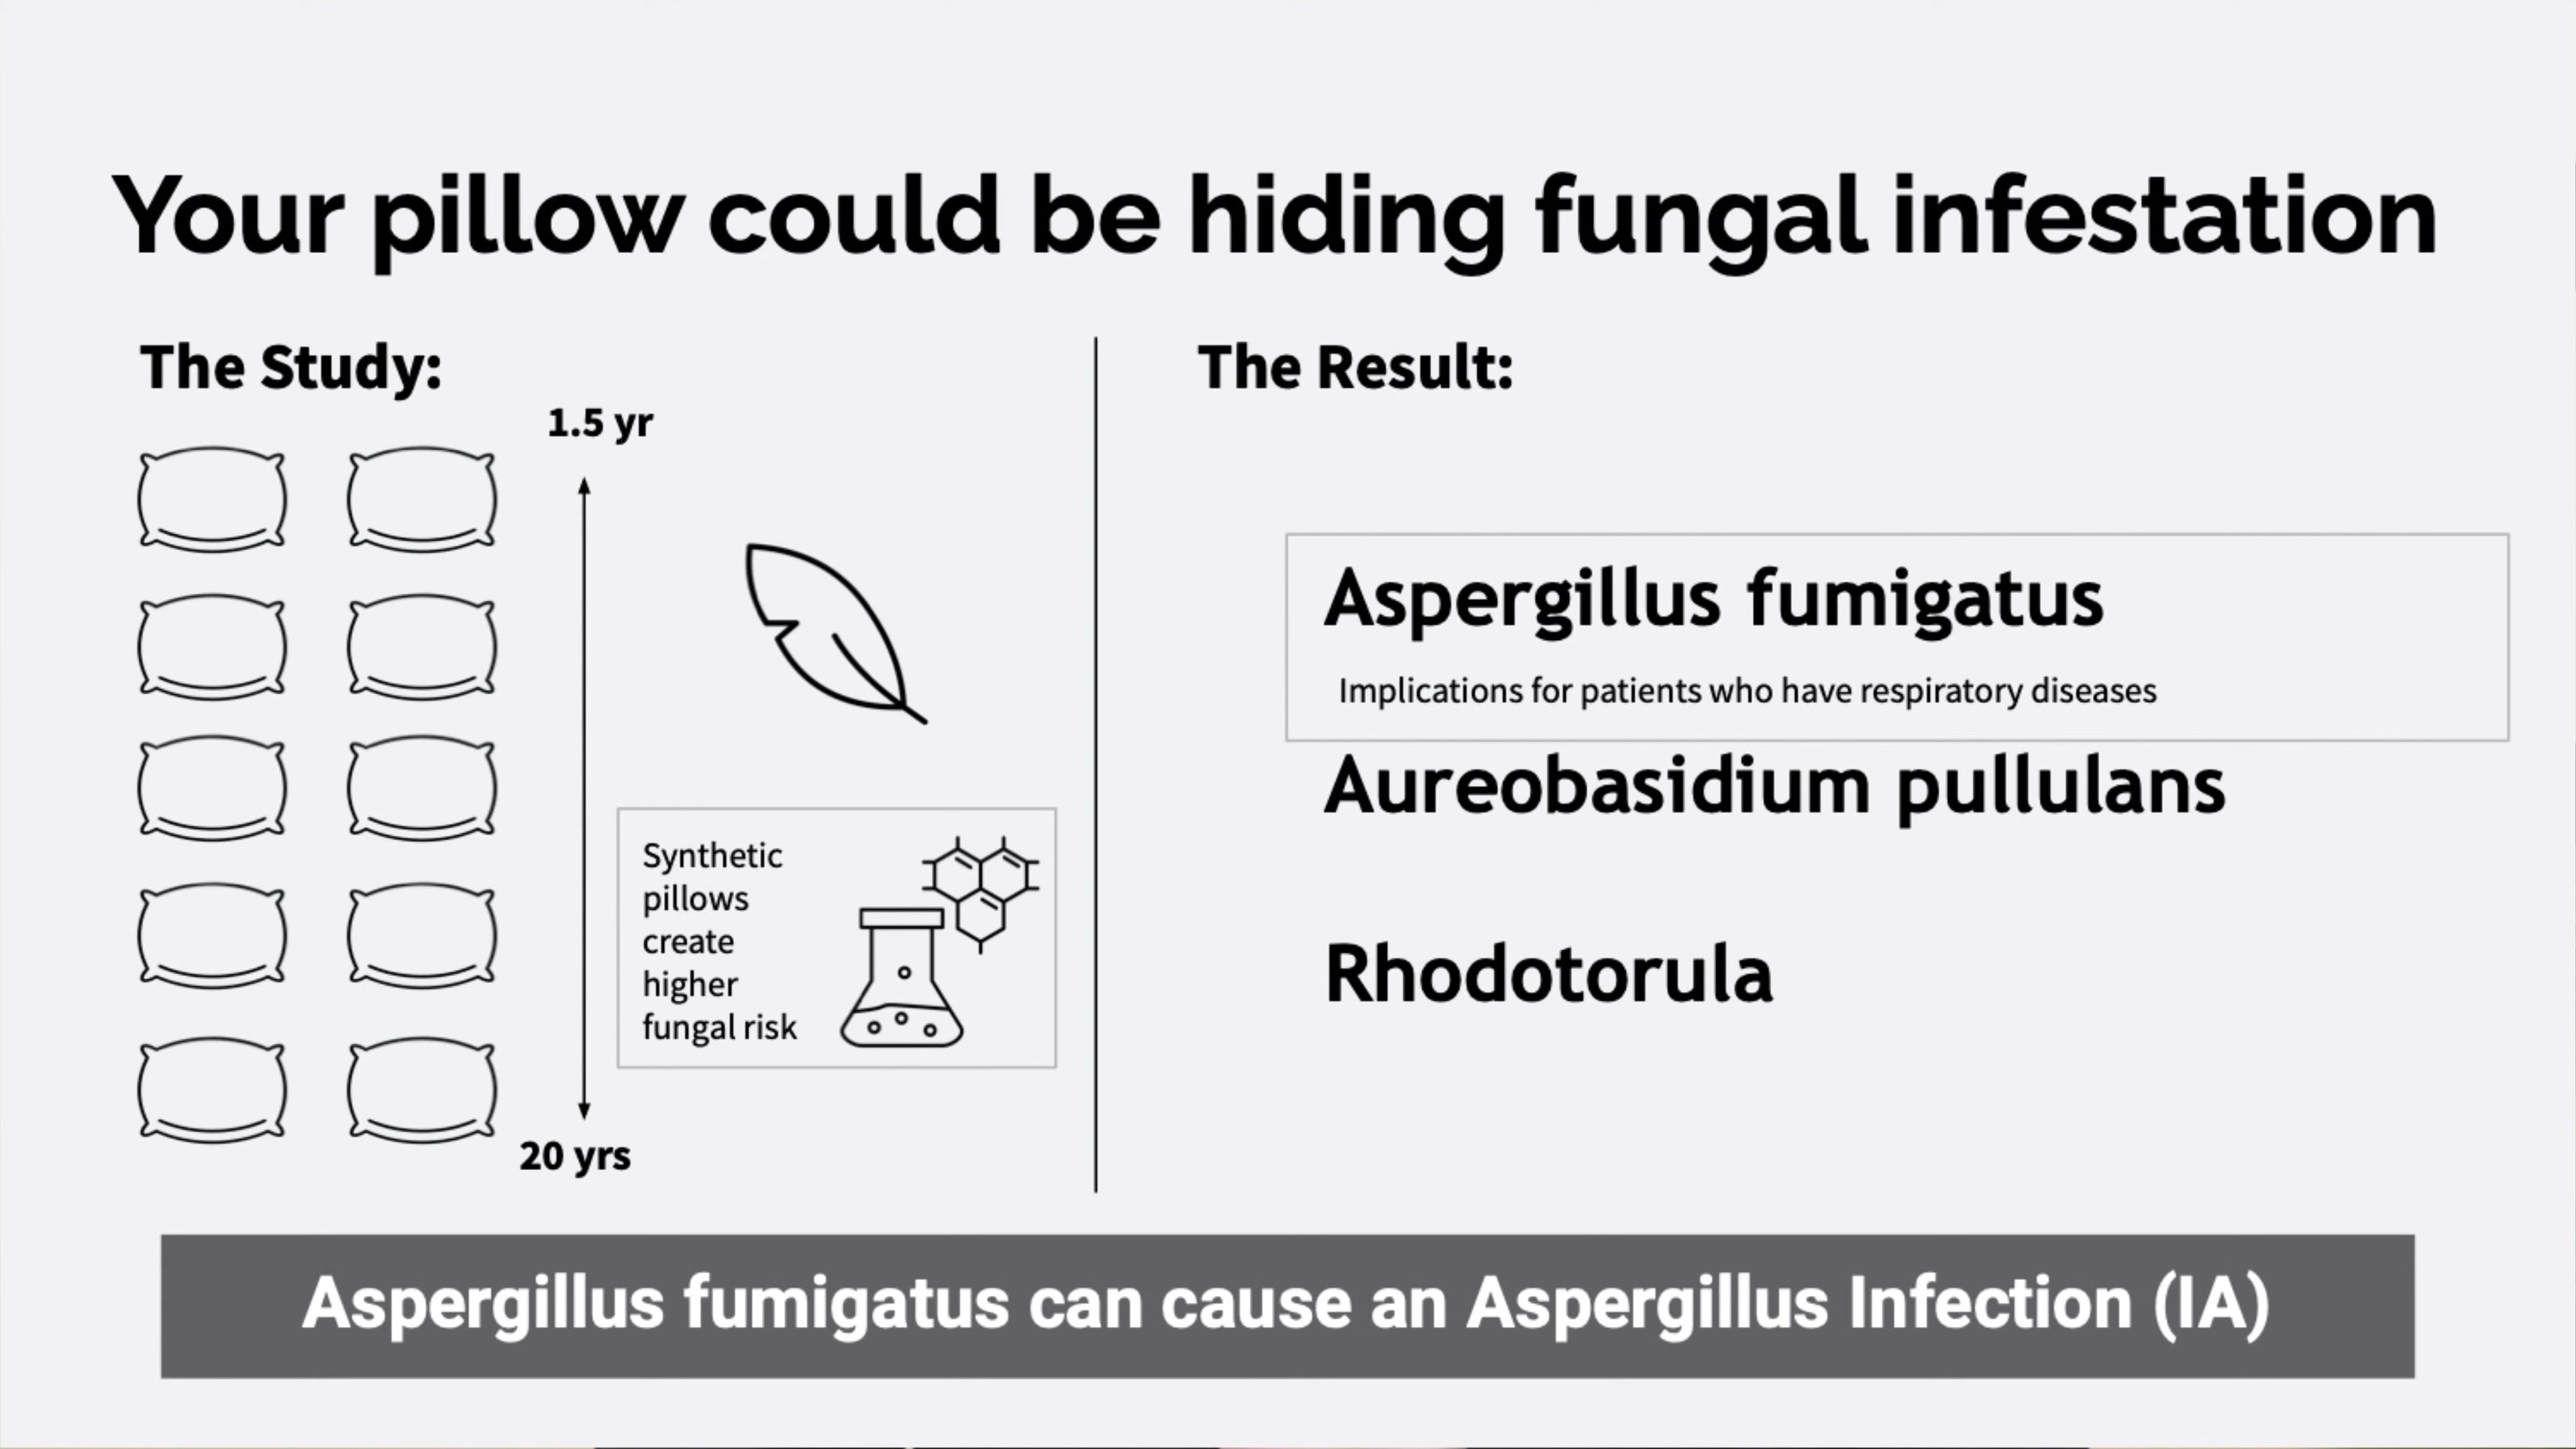 Your pillow could be hiding fungal infestation
The Study:
1.5 yr
20 yrs
Synthetic
pillows
create
higher
fungal risk
The Result:
Aspergillus fumigatus
Implications for patients who have respiratory diseases
Aureobasidium pullulans
Rhodotorula
Aspergillus fumigatus can cause an Aspergillus Infection (IA)